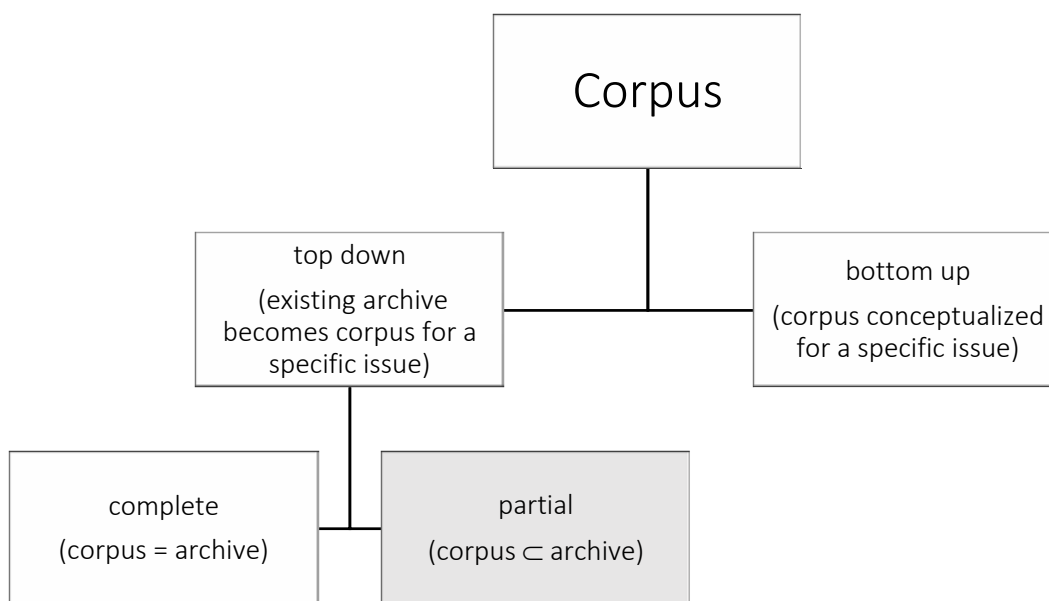 Corpus
top down
(existing archive
becomes corpus for a
specific issue)
bottom up
(corpus conceptualized
for a specific issue)
complete
(corpus = archive)
partial
(corpus ⊂ archive)